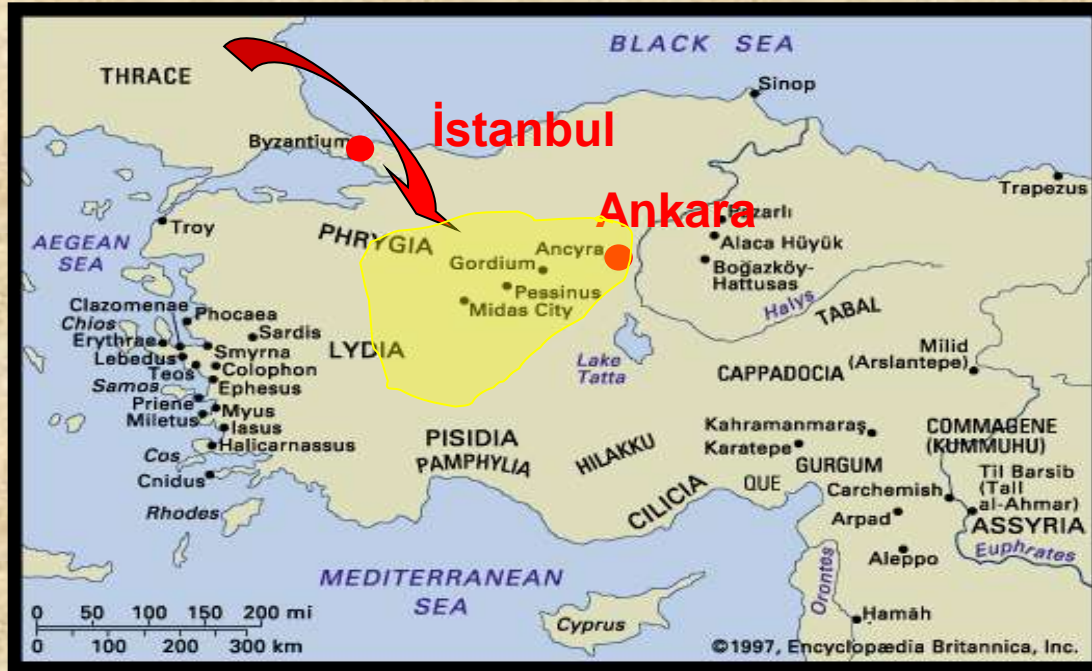 BLACK SEA
THRACE
Sinop
İstanbul
Byzantium
Trapezus
Ankara
Pazarlı
Troy
PHRYGIA
AEGEAN
SEA
Ancyra
Alaca Hüyük
Gordium
Boğazköy-
Hattusas
Pessinus
Midas City
Halys
TABAL
Clazomenae
Phocaea
Chios
Sardis
Erythrae
Smyrna
LYDIA
Lebedus
Colophon
Teos
Ephesus
Samos
Lake
Tatta
Milid
(Arslantepe)
CAPPADOCIA
Priene
Myus
Miletus
Iasus
Halicarnassus
PISIDIA
PAMPHYLIA
HILAKKU
Kahramanmaraş
Karatepe
COMMAGENE
(KUMMUHU)
GURGUM
Cos
Cnidus
QUE
Til Barsib
(Tall
al-Ahmar)
Carchemish
CILICIA
Rhodes
Arpad
ASSYRIA
Euphrates
Aleppo
MEDITERRANEAN
SEA
Orontes
Cyprus
Ḥamāh
0 50 100 150 200 mi
0 100 200 300 km
©1997, Encyclopædia Britannica, Inc.